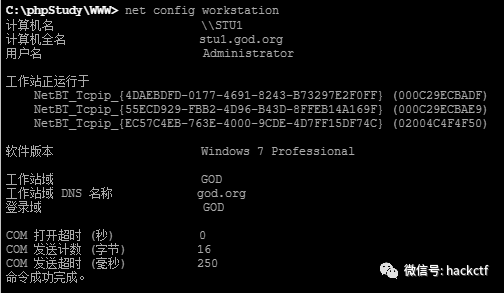 C:\phpStudy\WWW> net config workstation
计算机名 \\STU1
计算机全名 stu1.god.org
用户名 Administrator
工作站正运行于
NetBT_Tcpip_{4DAEBDFD-0177-4691-8243-B73297E2F0FF} (000C29ECBADF)
NetBT_Tcpip_{55ECD929-FBB2-4D96-B43D-8FFEB14A169F} (000C29ECBAE9)
NetBT_Tcpip_{EC57C4EB-763E-4000-9CDE-4D7FF15DF74C} (02004C4F4F50)
软件版本 Windows 7 Professional
工作站域 GOD
工作站域 DNS 名称 god.org
登录域 GOD
COM 打开超时 (秒) 0
COM 发送计数 (字节) 16
COM 发送超时 (毫秒) 250
命令成功完成。
微信号: hackctf